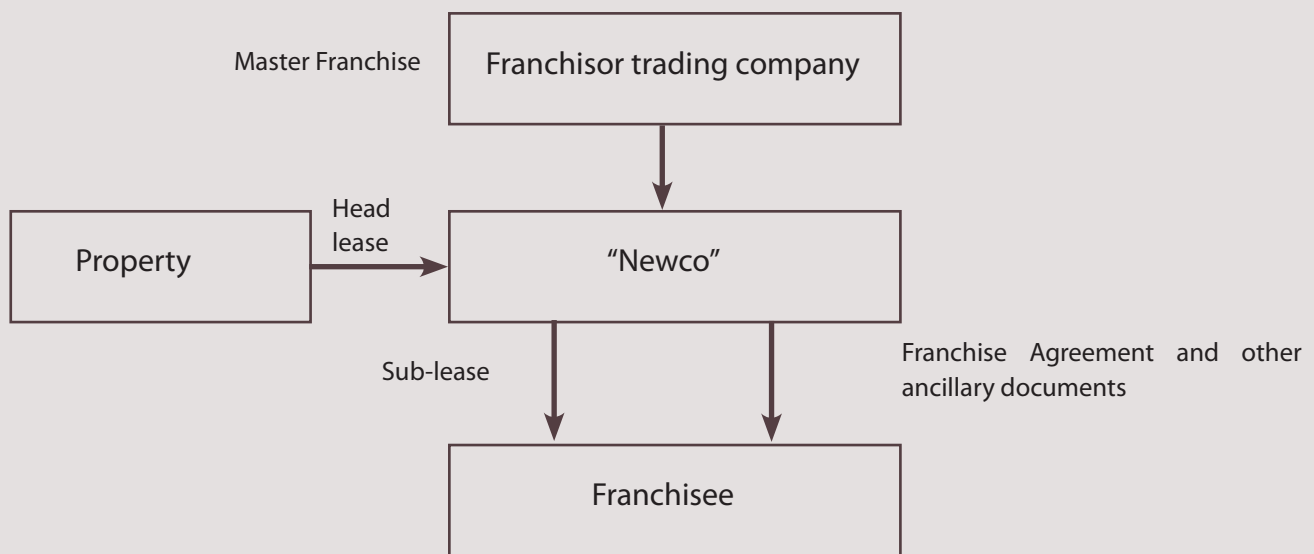 Master Franchise
Franchisor trading company
Head
lease
Property
“Newco”
Sub-lease
Franchise Agreement and other
ancillary documents
Franchisee